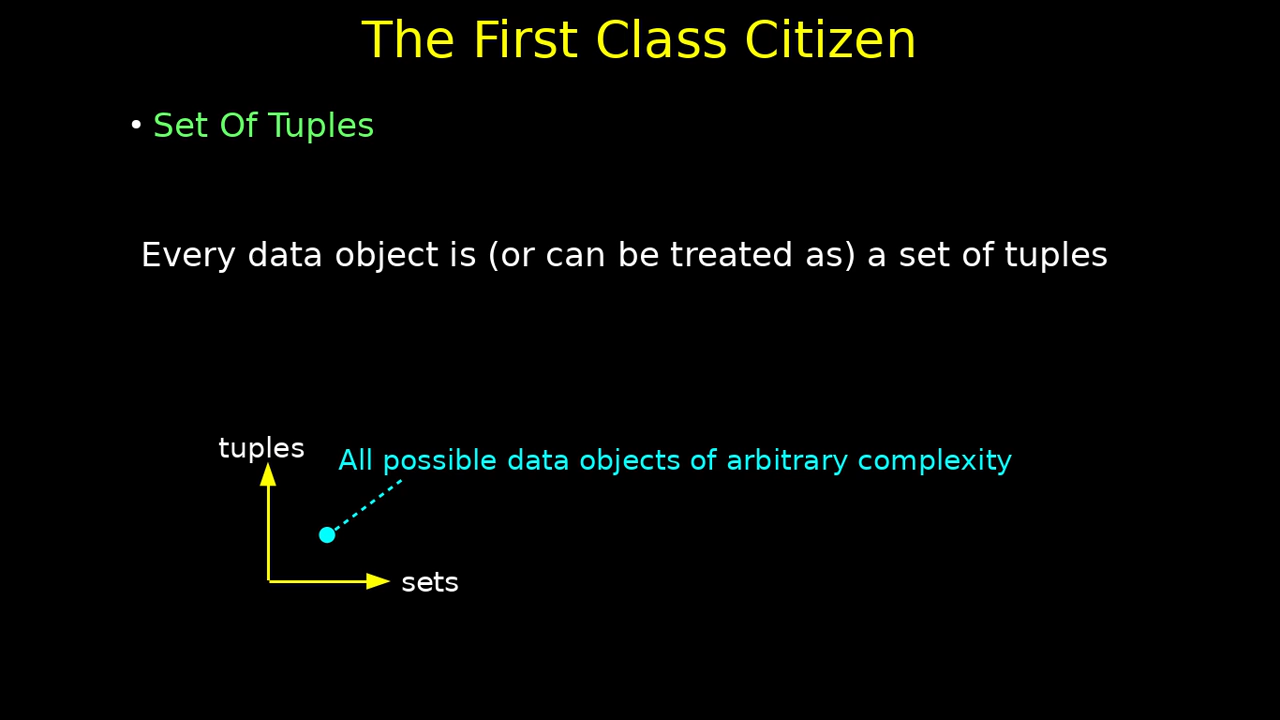 The First Class Citizen
• Set Of Tuples
Every data object is (or can be treated as) a set of tuples
tuples
All possible data objects of arbitrary complexity
sets